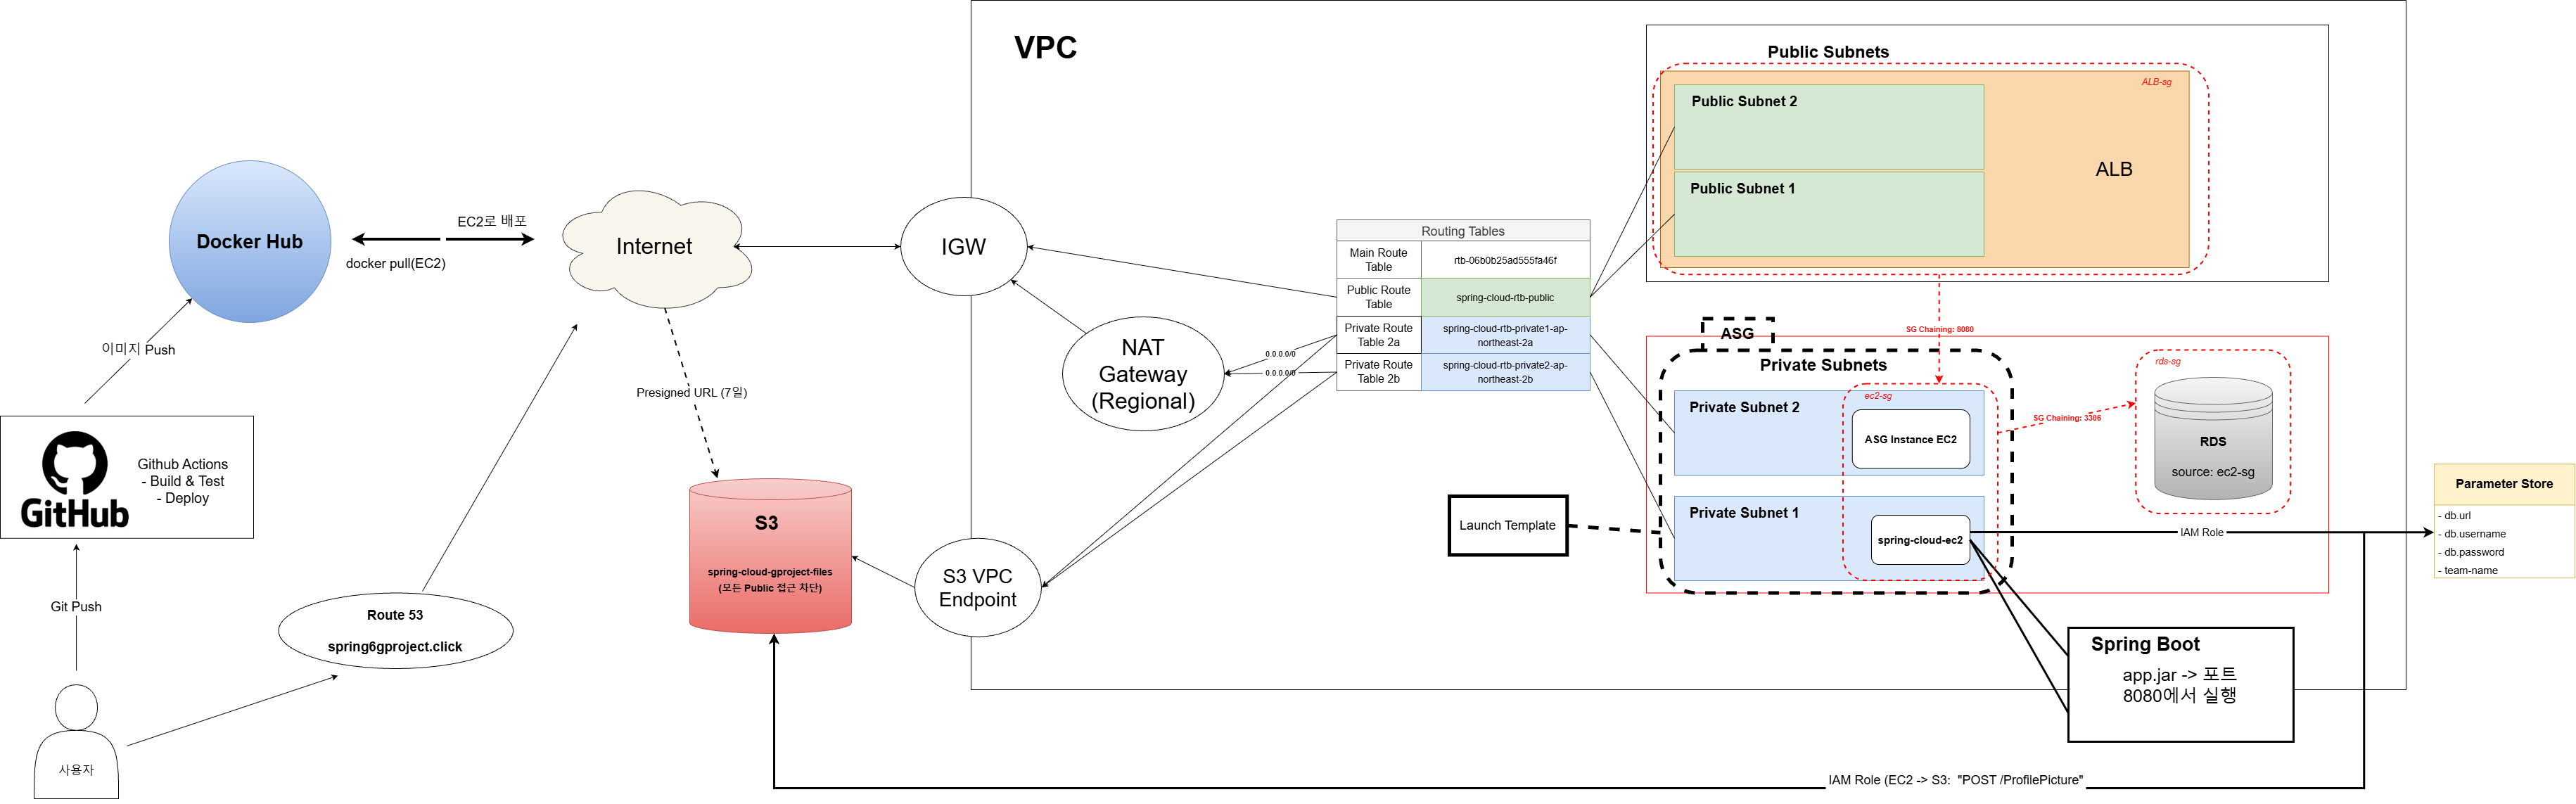 VPC
Public Subnets
ALB-sg
Public Subnet 2
Public Subnet 1
ALB
Docker Hub
EC2로 배포
docker pull(EC2)
Internet
IGW
Routing Tables
Main Route
Table
rtb-06b0b25ad555fa46f
Public Route
Table
spring-cloud-rtb-public
Private Route
Table 2a
spring-cloud-rtb-private1-ap-
northeast-2a
Private Route
Table 2b
spring-cloud-rtb-private2-ap-
northeast-2b
0.0.0.0/0
0.0.0.0/0
NAT
Gateway
(Regional)
SG Chaining: 8080
ASG
Private Subnets
Private Subnet 2
ec2-sg
ASG Instance EC2
SG Chaining: 3306
rds-sg
RDS
source: ec2-sg
Private Subnet 1
spring-cloud-ec2
Launch Template
IAM Role
Parameter Store
- db.url
- db.username
- db.password
- team-name
이미지 Push
GitHub
Github Actions
- Build & Test
- Deploy
Git Push
사용자
Route 53
spring6gproject.click
Presigned URL (7일)
S3
spring-cloud-gproject-files
(모든 Public 접근 차단)
S3 VPC
Endpoint
Spring Boot
app.jar -> 포트
8080에서 실행
IAM Role (EC2 -> S3: "POST /ProfilePicture"